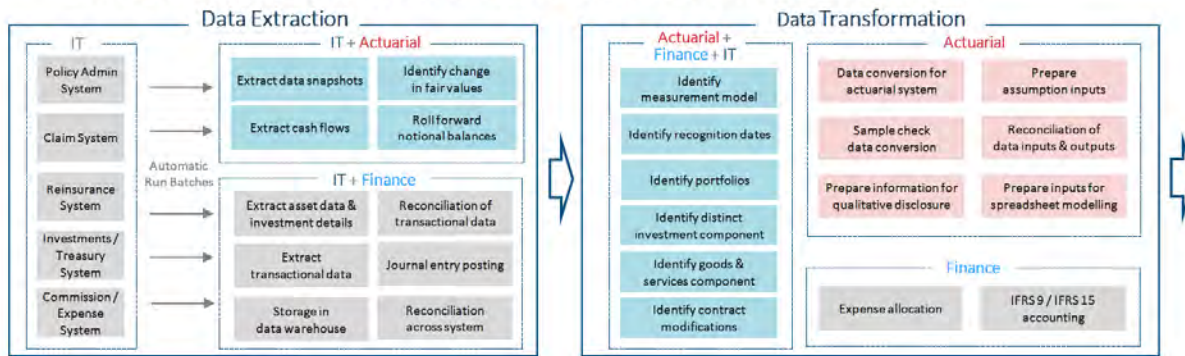 Data Extraction
IT
Policy Admin
System
Claim System
Reinsurance
System
Investments /
Treasury
System
Commission /
Expense
System
Automatic
Run Batches
IT + Actuarial
Extract data snapshots
Identify change
in fair values
Extract cash flows
Roll forward
notional balances
IT + Finance
Extract asset data &
investment details
Reconciliation of
transactional data
Extract
transactional data
Journal entry posting
Storage in
data warehouse
Reconciliation
across system
Data Transformation
Actuarial +
Finance + IT
Identify
measurement model
Identify recognition dates
Identify portfolios
Identify distinct
investment component
Identify goods &
services component
Identify contract
modifications
Actuarial
Data conversion for
actuarial system
Prepare
assumption inputs
Sample check
data conversion
Reconciliation of
data inputs & outputs
Prepare information for
qualitative disclosure
Prepare inputs for
spreadsheet modelling
Finance
Expense allocation
IFRS 9 / IFRS 15
accounting